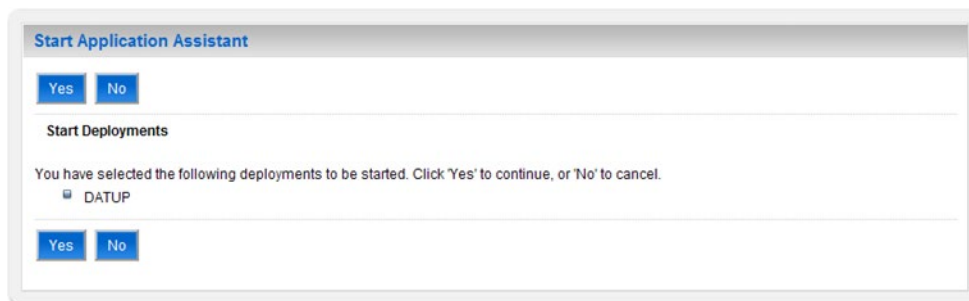 Start Application Assistant
Yes No
Start Deployments
You have selected the following deployments to be started. Click 'Yes' to continue, or 'No' to cancel.
DATUP
Yes No